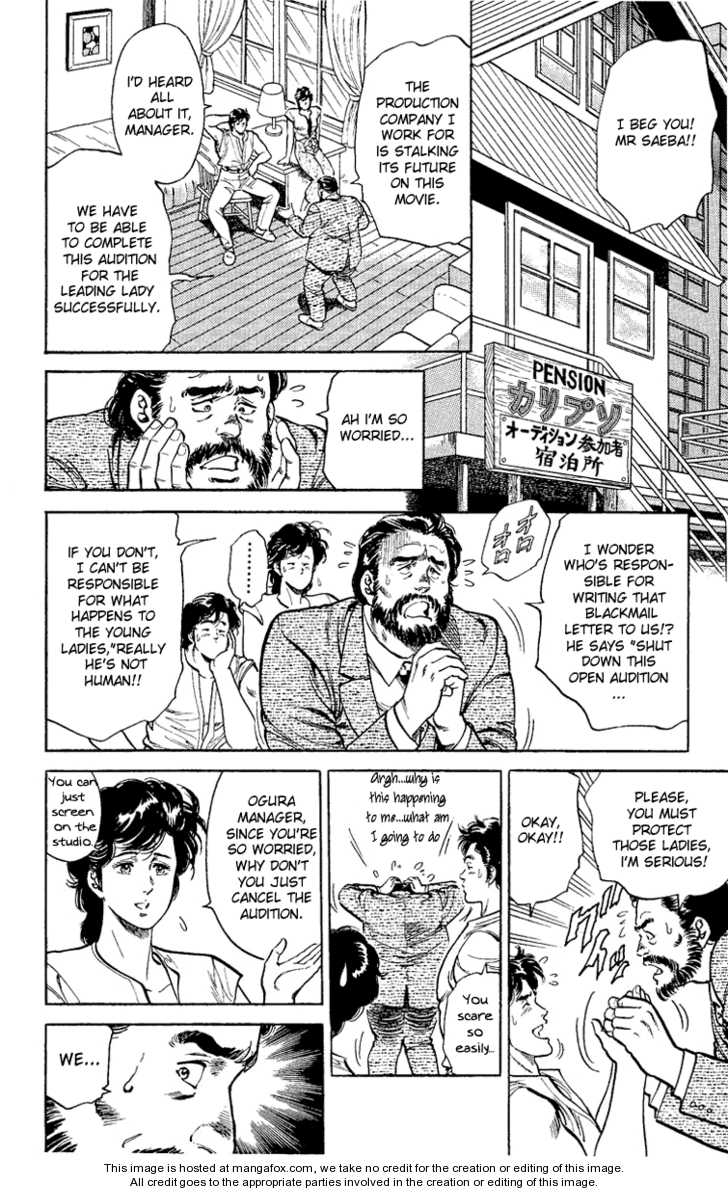 I BEG YOU!
MR SAEBA!!
THE
PRODUCTION
COMPANY I
WORK FOR
IS STALKING
ITS FUTURE
ON THIS
MOVIE.
I'D HEARD
ALL
ABOUT IT,
MANAGER.
WE HAVE
TO BE ABLE
TO COMPLETE
THIS AUDITION
FOR THE
LEADING LADY
SUCCESSFULLY.
PENSION
カリプソ
オーディション参加者
宿泊所
AH I'M SO
WORRIED...
I WONDER
WHO'S RESPON-
SIBLE FOR
WRITING THAT
BLACKMAIL
LETTER TO US!?
HE SAYS "SHUT
DOWN THIS
OPEN AUDITION
...
オオ
.......
IF YOU DON'T,
I CAN'T BE
RESPONSIBLE
FOR WHAT
HAPPENS TO
THE YOUNG
LADIES,"REALLY
HE'S NOT
HUMAN!!
PLEASE,
YOU MUST
PROTECT
THOSE LADIES,
I'M SERIOUS!
OKAY,
OKAY!!
Argh...why is
this happening
to me...what am
I going to do
You
scare
so
easily..
OGURA
MANAGER,
SINCE YOU'RE
SO WORRIED,
WHY DON'T
YOU JUST
CANCEL THE
AUDITION.
You can
just
screen
on the
studio.
WE...
This image is hosted at mangafox.com, we take no credit for the creation or editing of this image.
All credit goes to the appropriate parties involved in the creation or editing of this image.